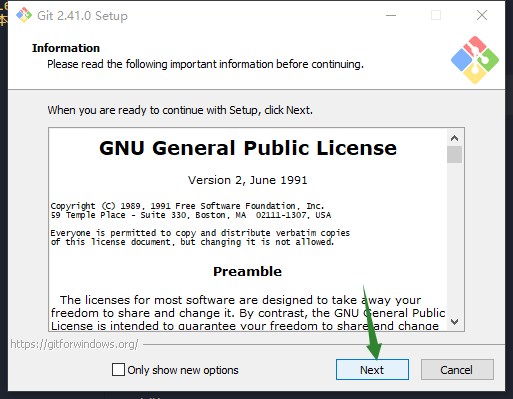 Git 2.41.0 Setup
Information
Please read the following important information before continuing.
When you are ready to continue with Setup, click Next.
GNU General Public License
Version 2, June 1991
Copyright (C) 1989, 1991 Free Software Foundation, Inc.
59 Temple Place - Suite 330, Boston, MA  02111-1307, USA
Everyone is permitted to copy and distribute verbatim copies
of this license document, but changing it is not allowed.
Preamble
The licenses for most software are designed to take away your
freedom to share and change it. By contrast, the GNU General Public
License is intended to guarantee your freedom to share and change
https://gitforwindows.org/
Only show new options
Next
Cancel